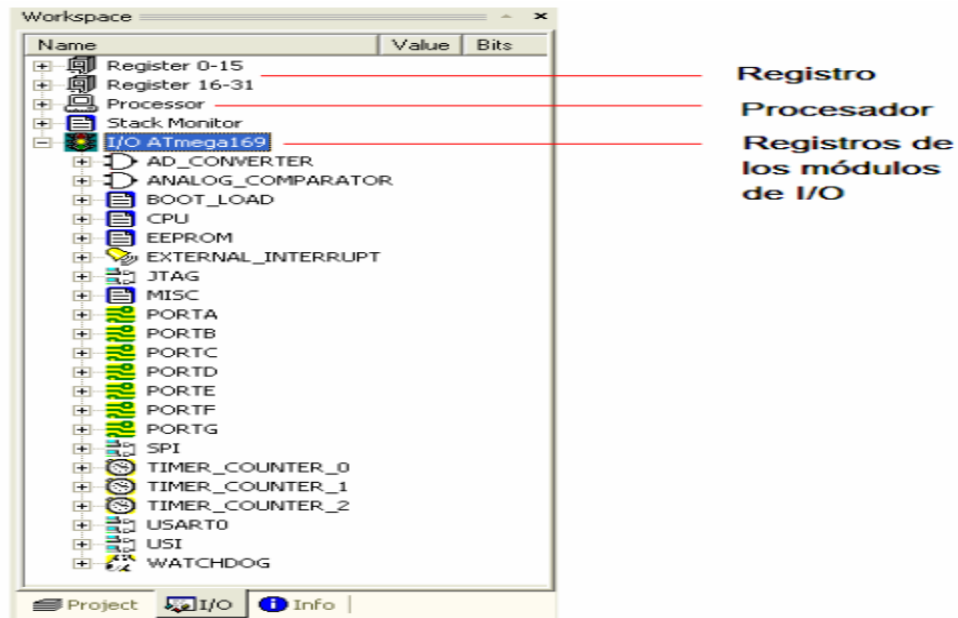 Workspace
Name Value Bits
Register 0-15
Register 16-31
Processor
Stack Monitor
I/O ATmega169
AD_CONVERTER
ANALOG_COMPARATOR
BOOT_LOAD
CPU
EEPROM
EXTERNAL_INTERRUPT
JTAG
MISC
PORTA
PORTB
PORTC
PORTD
PORTE
PORTF
PORTG
SPI
TIMER_COUNTER_0
TIMER_COUNTER_1
TIMER_COUNTER_2
USART0
USI
WATCHDOG
Project I/O Info
Registro
Procesador
Registros de
los módulos
de I/O